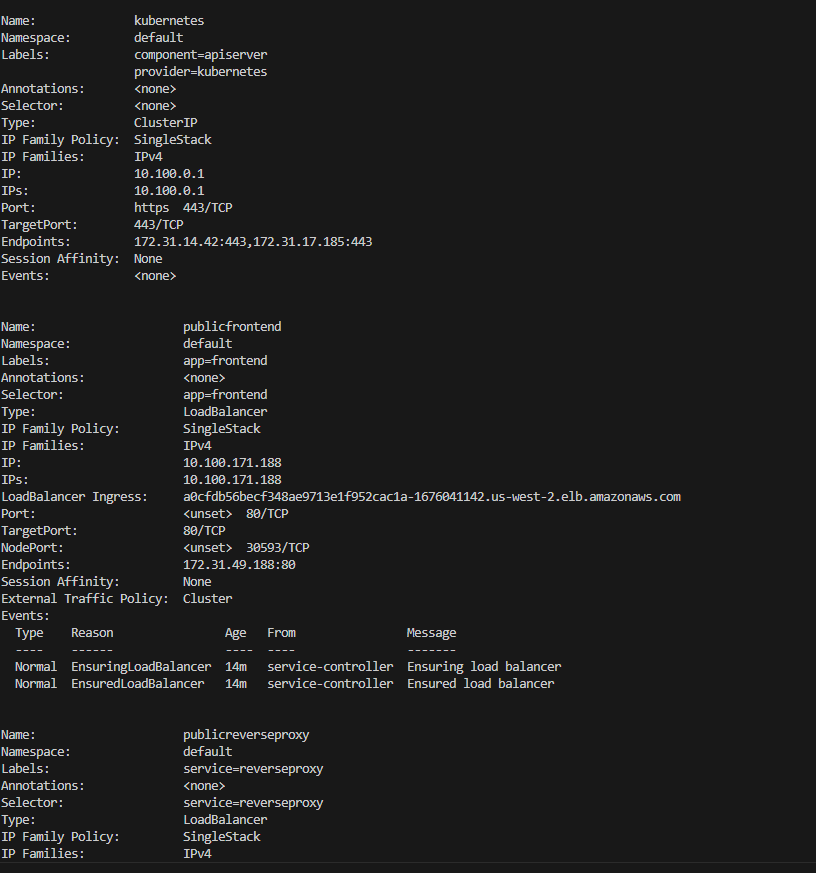 Name:              kubernetes
Namespace:         default
Labels:            component=apiserver
                   provider=kubernetes
Annotations:       <none>
Selector:          <none>
Type:              ClusterIP
IP Family Policy:  SingleStack
IP Families:       IPv4
IP:                10.100.0.1
IPs:               10.100.0.1
Port:              https  443/TCP
TargetPort:        443/TCP
Endpoints:         172.31.14.42:443,172.31.17.185:443
Session Affinity:  None
Events:            <none>

Name:                     publicfrontend
Namespace:                default
Labels:                   app=frontend
Annotations:              <none>
Selector:                 app=frontend
Type:                     LoadBalancer
IP Family Policy:         SingleStack
IP Families:              IPv4
IP:                       10.100.171.188
IPs:                      10.100.171.188
LoadBalancer Ingress:     a0cfdb56becf348ae9713e1f952cac1a-1676041142.us-west-2.elb.amazonaws.com
Port:                     <unset>  80/TCP
TargetPort:               80/TCP
NodePort:                 <unset>  30593/TCP
Endpoints:                172.31.49.188:80
Session Affinity:         None
External Traffic Policy:  Cluster
Events:
  Type    Reason                Age   From                Message
  ----    ------                ----  ----                -------
  Normal  EnsuringLoadBalancer  14m   service-controller  Ensuring load balancer
  Normal  EnsuredLoadBalancer   14m   service-controller  Ensured load balancer

Name:                     publicreverseproxy
Namespace:                default
Labels:                   service=reverseproxy
Annotations:              <none>
Selector:                 service=reverseproxy
Type:                     LoadBalancer
IP Family Policy:         SingleStack
IP Families:              IPv4